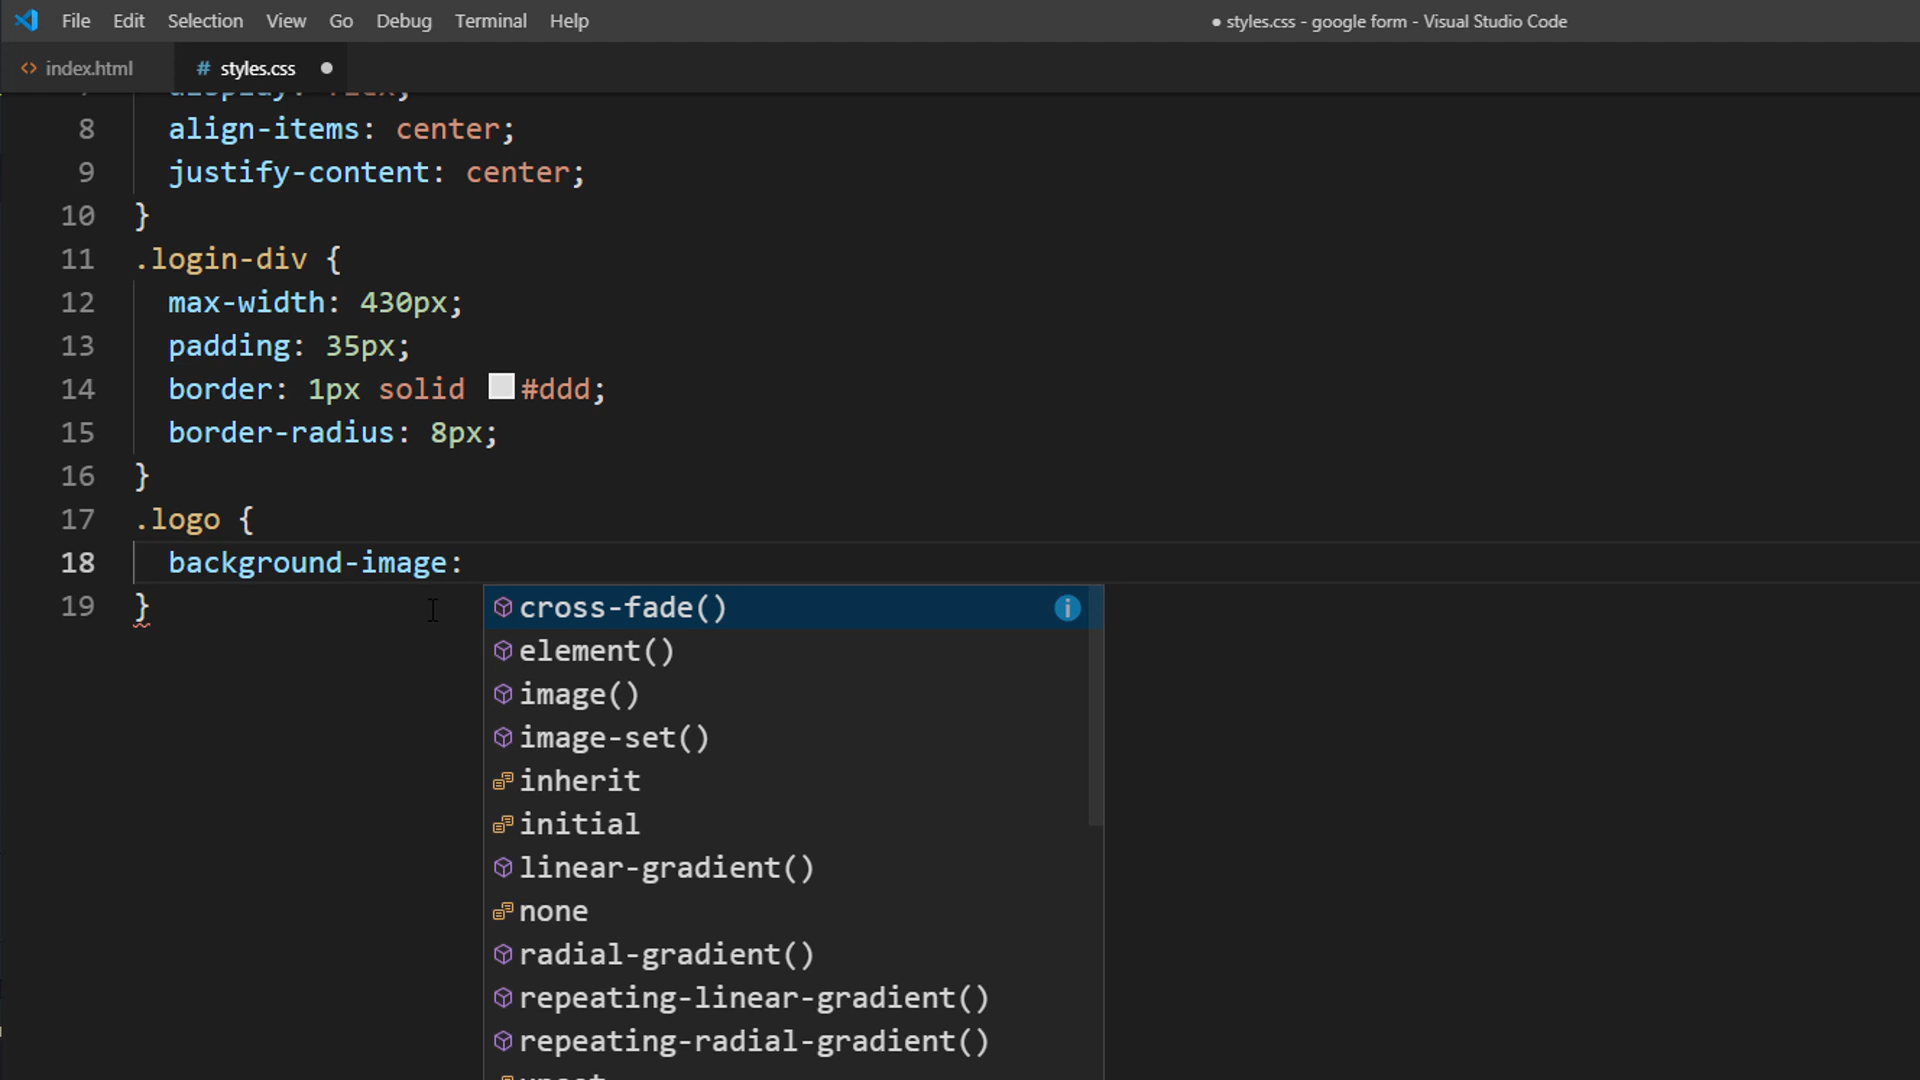 File Edit Selection View Go Debug Terminal Help ● styles.css - google form - Visual Studio Code
<> index.html # styles.css ●
display: flex;
8 align-items: center;
9 justify-content: center;
10 }
11 .login-div {
12 max-width: 430px;
13 padding: 35px;
14 border: 1px solid #ddd;
15 border-radius: 8px;
16 }
17 .logo {
18 background-image:
19 }
cross-fade()
element()
image()
image-set()
inherit
initial
linear-gradient()
none
radial-gradient()
repeating-linear-gradient()
repeating-radial-gradient()